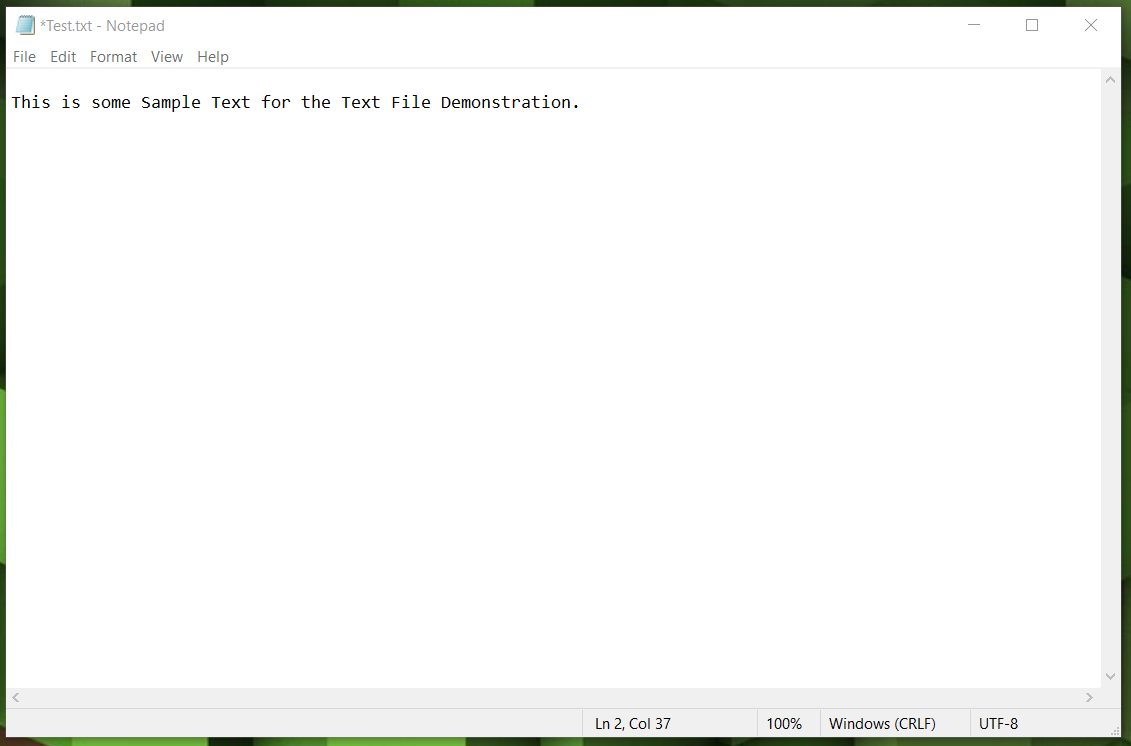 *Test.txt - Notepad
File Edit Format View Help
This is some Sample Text for the Text File Demonstration.
Ln 2, Col 37 100% Windows (CRLF) UTF-8